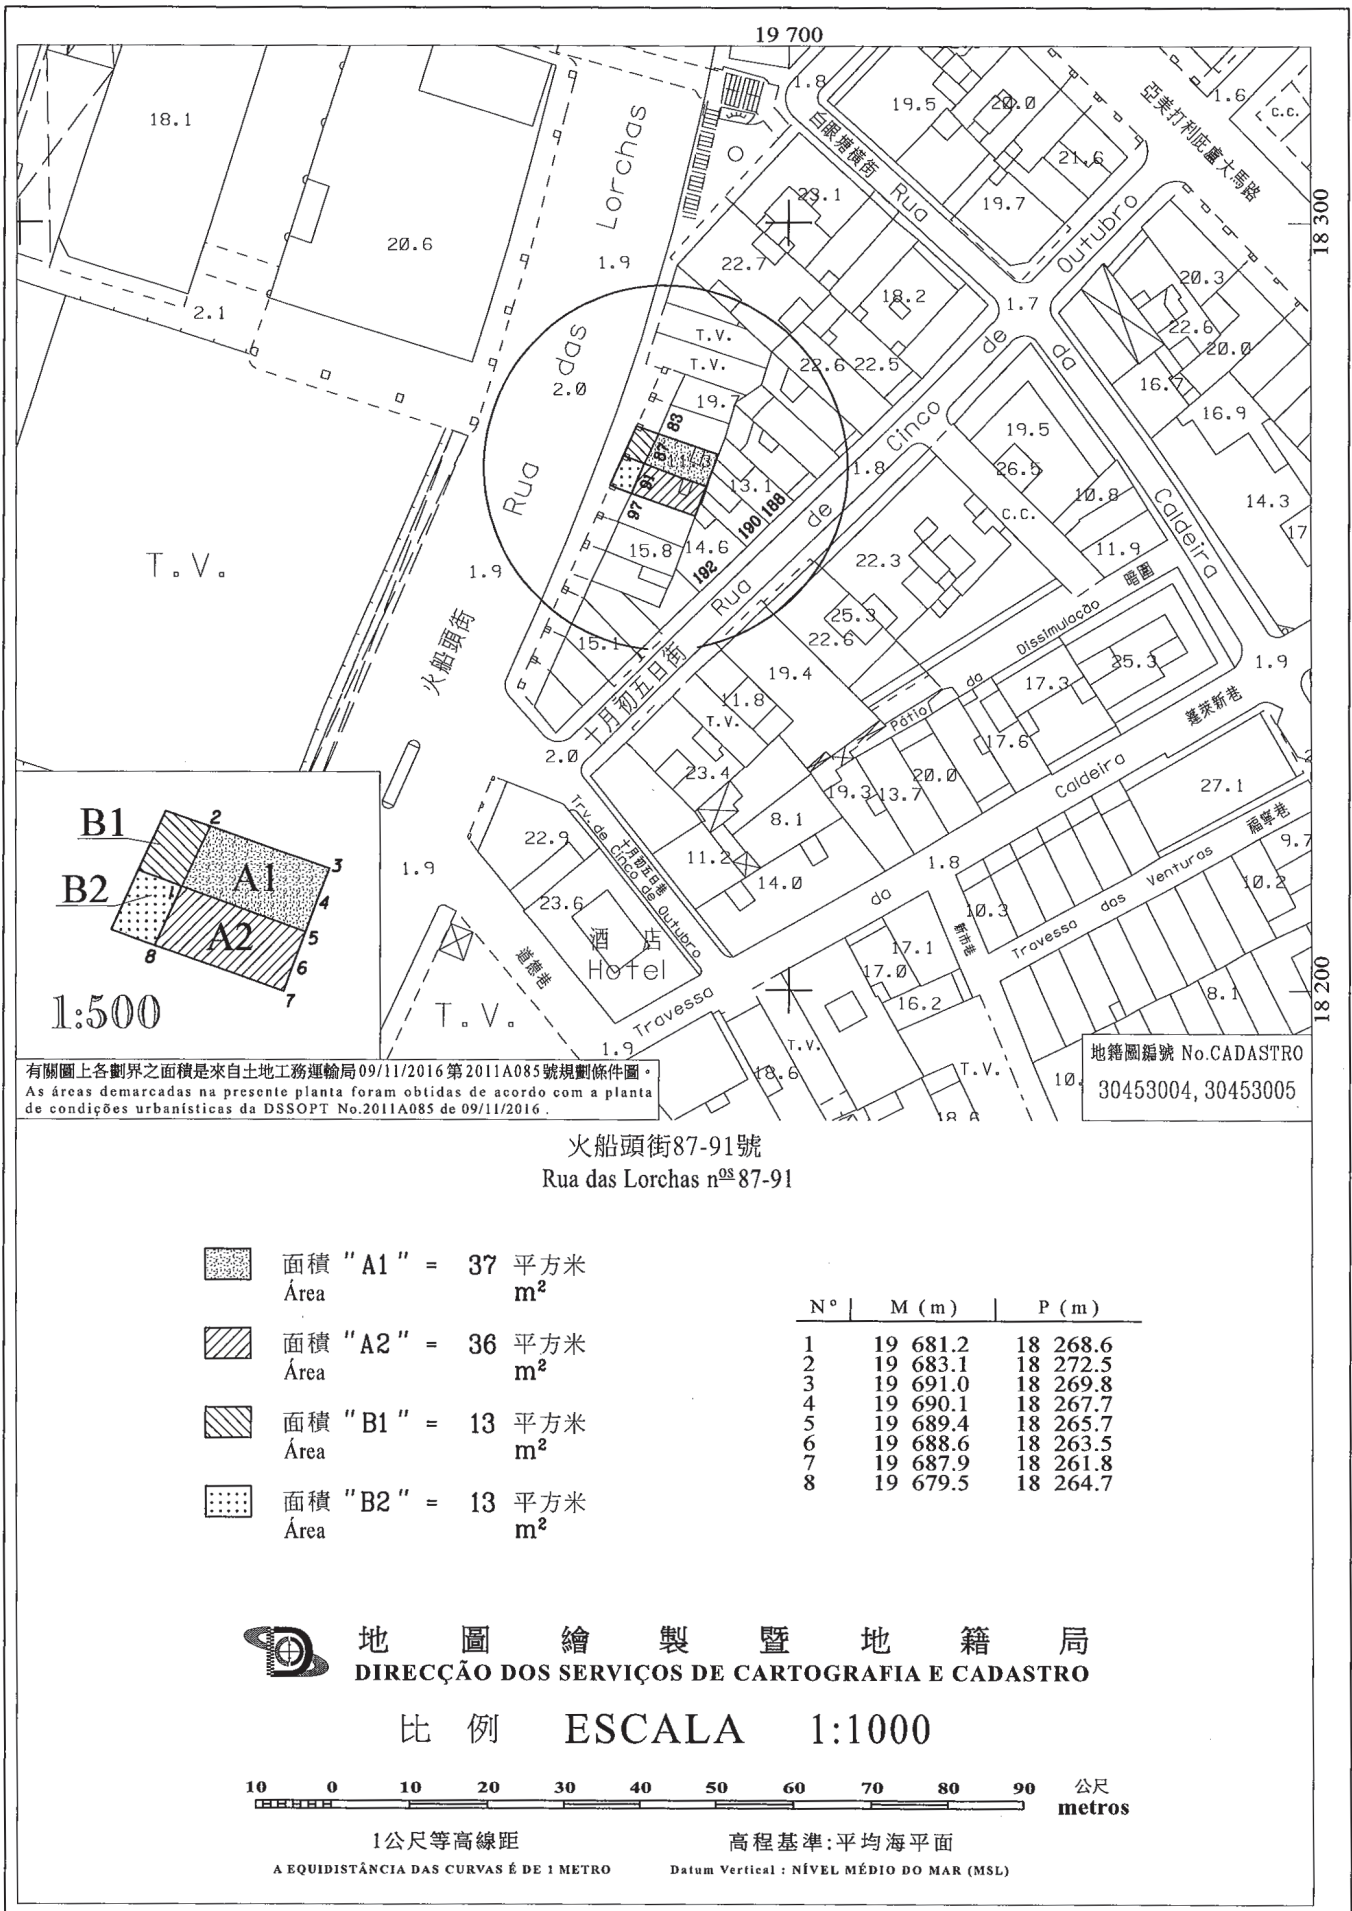 19 700
18.1
Lorchas
1.8
19.5
20.0
1.6
C.C.
亞美打利庇盧大馬路
白眼塘橫街
21.6
23.1
Rua
19.7
Outubro
18 300
20.6
1.9
22.7
18.2
1.7
20.3
2.1
22.6
20.0
T.V.
das
de
da
T.V.
22.6
22.5
16.7
2.0
19.7
83
Cinco
19.5
16.9
87
1.8
26.5
Rua
91
13.1
10.8
14.3
97
190
188
de
C.C.
Caldeira
17
T.V.
1.9
15.8
14.6
192
22.3
11.9
Rua
暗圍
火船頭街
15.1
25.3
22.6
Dissimulação
十月初五日街
19.4
da
25.3
1.9
11.8
17.3
T.V.
Pátio
蓬萊新巷
2.0
17.6
23.4
20.0
Caldeira
19.3
13.7
27.1
B1
2
Trv. de Cinco de Outubro
十月初五日巷
8.1
福寧巷
22.9
9.7
1.9
A1
3
11.2
1.8
B2
1
4
14.0
Travessa dos Venturas
10.2
23.6
da
10.3
A2
5
酒店
8
6
道德巷
Hotel
17.1
新市巷
7
17.0
1:500
T.V.
Travessa
16.2
8.1
18 200
1.9
T.V.
18.6
T.V.
10.
18.6
地籍圖編號 No.CADASTRO
30453004, 30453005
有關圖上各劃界之面積是來自土地工務運輸局09/11/2016第2011A085號規劃條件圖。
As áreas demarcadas na presente planta foram obtidas de acordo com a planta
de condições urbanísticas da DSSOPT No.2011A085 de 09/11/2016 .
火船頭街87-91號
Rua das Lorchas nos 87-91
面積 "A1" = 37 平方米
Área m²
面積 "A2" = 36 平方米
Área m²
面積 "B1" = 13 平方米
Área m²
面積 "B2" = 13 平方米
Área m²
Nº M (m) P (m)
1 19 681.2 18 268.6
2 19 683.1 18 272.5
3 19 691.0 18 269.8
4 19 690.1 18 267.7
5 19 689.4 18 265.7
6 19 688.6 18 263.5
7 19 687.9 18 261.8
8 19 679.5 18 264.7
地圖繪製暨地籍局
DIRECÇÃO DOS SERVIÇOS DE CARTOGRAFIA E CADASTRO
比例 ESCALA 1:1000
10 0 10 20 30 40 50 60 70 80 90 公尺
metros
1公尺等高線距 高程基準:平均海平面
A EQUIDISTÂNCIA DAS CURVAS É DE 1 METRO Datum Vertical : NÍVEL MÉDIO DO MAR (MSL)